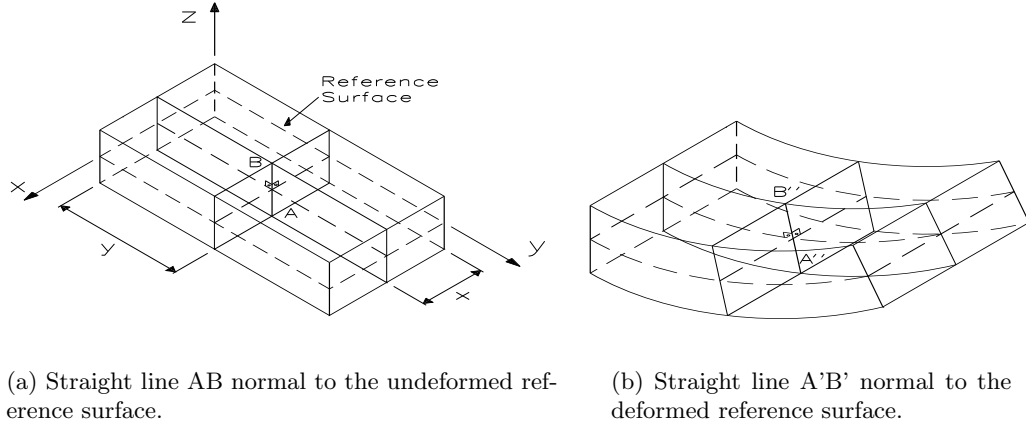 Z
Reference
Surface
B
A
x
y
y
x
B''
A''
(a) Straight line AB normal to the undeformed ref-
erence surface.
(b) Straight line A'B' normal to the
deformed reference surface.